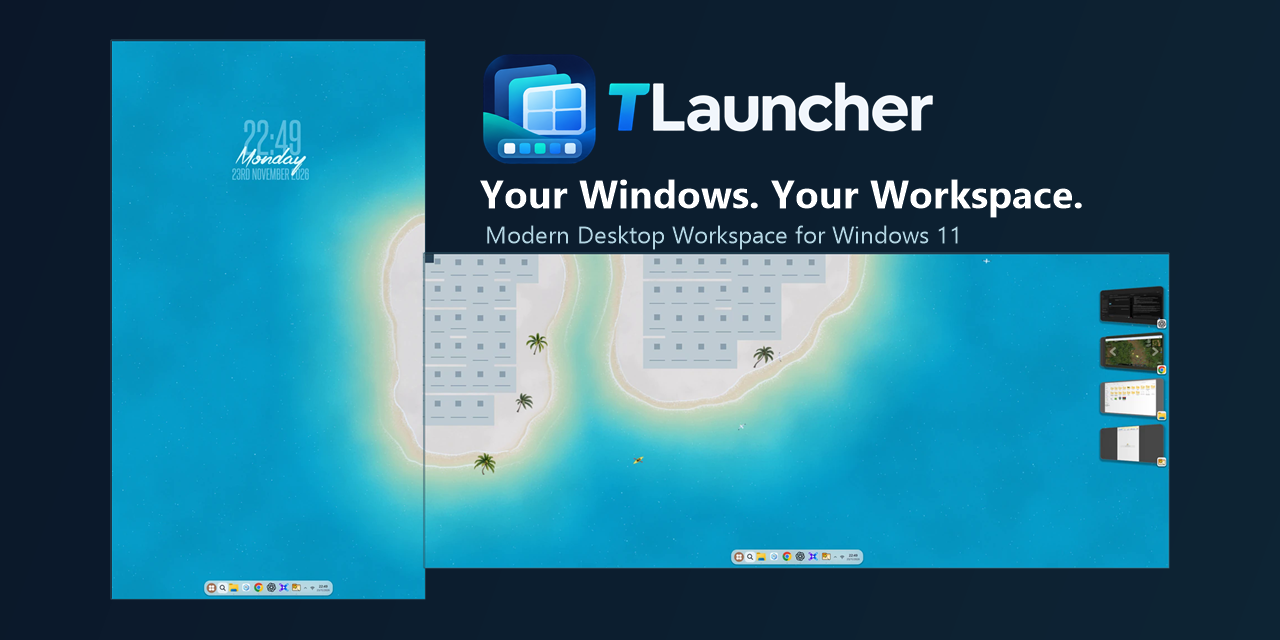 22:49
Monday
23RD NOVEMBER 2026
TLauncher
Your Windows. Your Workspace.
Modern Desktop Workspace for Windows 11